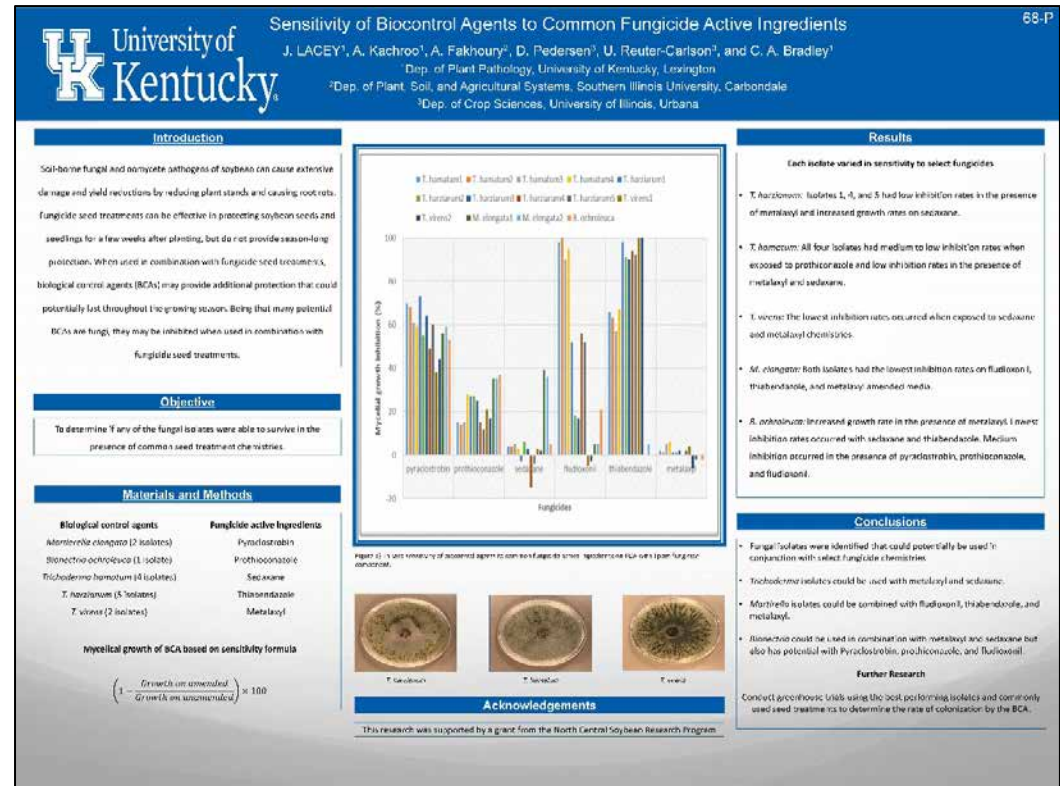 68-P
University of
Kentucky
Sensitivity of Biocontrol Agents to Common Fungicide Active Ingredients
J. LACEY¹, A. Kachroo¹, A. Fakhoury², D. Pedersen³, U. Reuter-Carlson³, and C. A. Bradley¹
¹Dep. of Plant Pathology, University of Kentucky, Lexington
²Dep. of Plant, Soil, and Agricultural Systems, Southern Illinois University, Carbondale
³Dep. of Crop Sciences, University of Illinois, Urbana
Introduction
Soil-borne fungal and oomycete pathogens of soybean can cause extensive
damage and yield reductions by reducing plant stands and causing root rots.
Fungicide seed treatments can be effective in protecting soybean seeds and
seedlings for a few weeks after planting, but do not provide season-long
protection. When used in combination with fungicide seed treatments,
biological control agents (BCAs) may provide additional protection that could
potentially last throughout the growing season. Being that many potential
BCAs are fungi, they may be inhibited when used in combination with
fungicide seed treatments.
Objective
To determine if any of the fungal isolates were able to survive in the
presence of common seed treatment chemistries.
Materials and Methods
Biological control agents Fungicide active ingredients
Mortierella elongata (2 isolates) Pyraclostrobin
Bionectria ochroleuca (1 isolate) Prothioconazole
Trichoderma hamatum (4 isolates) Sedaxane
T. harzianum (5 isolates) Thiabendazole
T. virens (2 isolates) Metalaxyl
Mycelical growth of BCA based on sensitivity formula
(1 - Growth on amended / Growth on unamended) × 100
T. hamatum1 T. hamatum2 T. hamatum3 T. hamatum4 T. harzianum1
T. harzianum2 T. harzianum3 T. harzianum4 T. harzianum5 T. virens1
T. virens2 M. elongata1 M. elongata2 B. ochroleuca
Mycelial growth inhibition (%)
100
80
60
40
20
0
-20
pyraclostrobin prothioconazole sedaxane fludioxonil thiabendazole metalaxyl
Fungicides
T. harzianum
T. virens
Acknowledgements
This research was supported by a grant from the North Central Soybean Research Program
Results
Each isolate varied in sensitivity to select fungicides
• T. harzianum: Isolates 1, 4, and 5 had low inhibition rates in the presence
of metalaxyl and increased growth rates on sedaxane.
• T. hamatum: All four isolates had medium to low inhibition rates when
exposed to prothiconazole and low inhibition rates in the presence of
metalaxyl and sedaxane.
• T. virens: The lowest inhibition rates occurred when exposed to sedaxane
and metalaxyl chemistries.
• M. elongata: Both isolates had the lowest inhibition rates on fludioxonil,
thiabendazole, and metalaxyl amended media.
• B. ochroleuca: Increased growth rate in the presence of metalaxyl. Lowest
inhibition rates occurred with sedaxane and thiabendazole. Medium
inhibition occurred in the presence of pyraclostrobin, prothioconazole,
and fludioxonil.
Conclusions
• Fungal isolates were identified that could potentially be used in
conjunction with select fungicide chemistries
• Trichoderma isolates could be used with metalaxyl and sedaxane.
• Martirella isolates could be combined with fludioxonil, thiabendazole, and
metalaxyl.
• Bionectria could be used in combination with metalaxyl and sedaxane but
also has potential with Pyraclostrobin, prothiconazole, and fludioxonil.
Further Research
Conduct greenhouse trials using the best performing isolates and commonly
used seed treatments to determine the rate of colonization by the BCA.